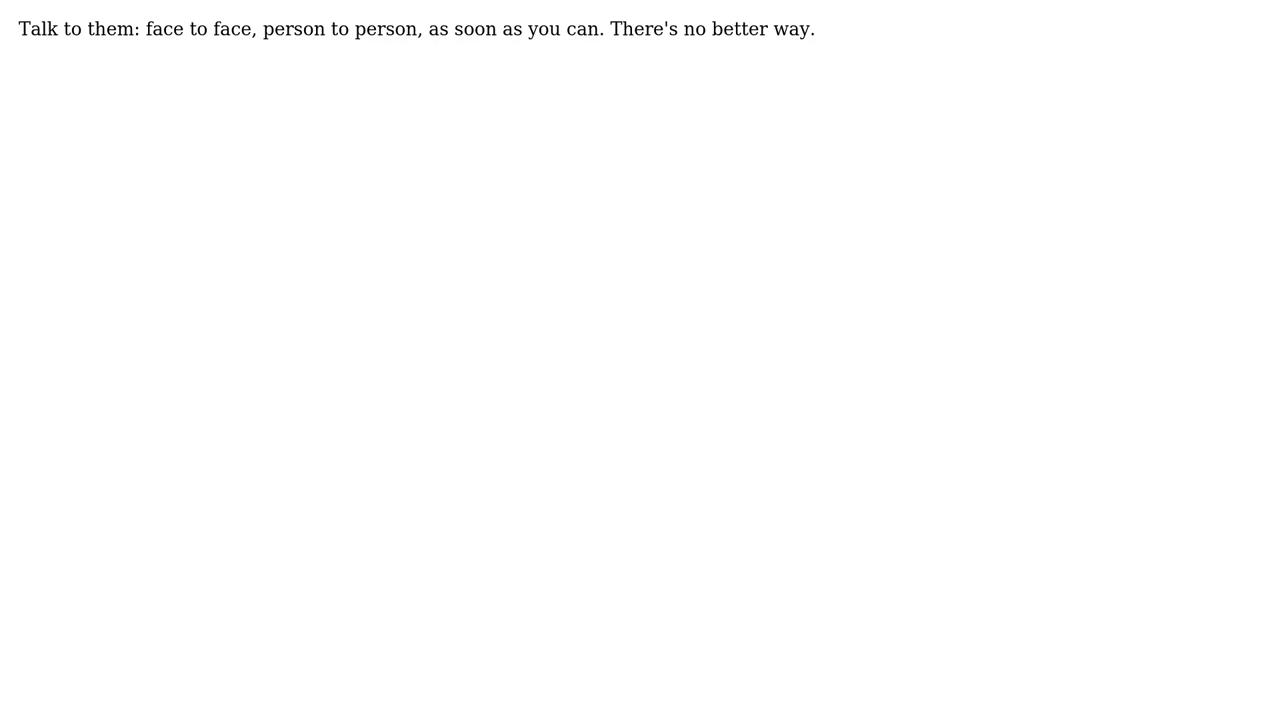 Talk to them: face to face, person to person, as soon as you can. There's no better way.